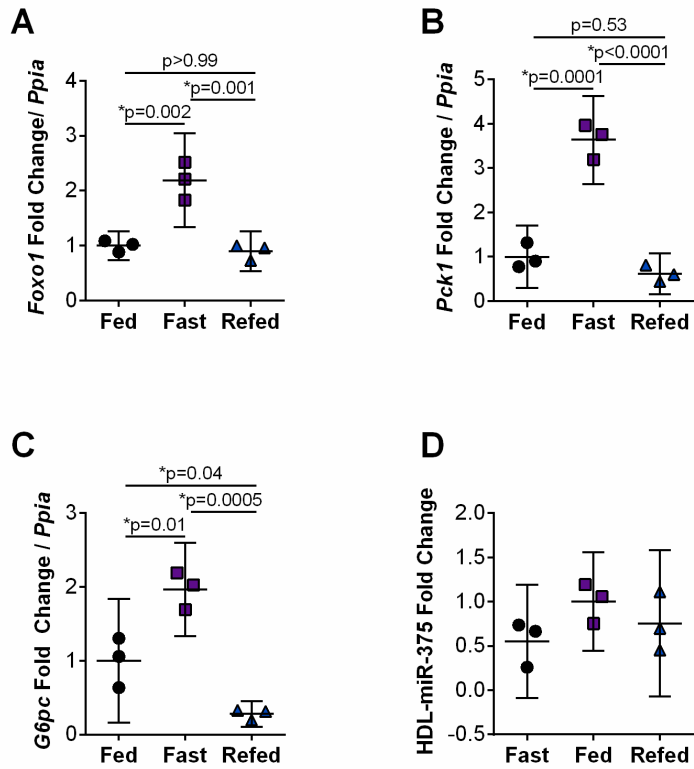 A
p>0.99
*p=0.001
*p=0.002
Foxo1 Fold Change/ Ppia
4
3
2
1
0
Fed Fast Refed
B
p=0.53
*p<0.0001
*p=0.0001
Pck1 Fold Change / Ppia
5
4
3
2
1
0
Fed Fast Refed
C
*p=0.04
*p=0.0005
*p=0.01
G6pc Fold Change / Ppia
3
2
1
0
Fed Fast Refed
D
HDL-miR-375 Fold Change
2.0
1.5
1.0
0.5
0.0
-0.5
Fast Fed Refed